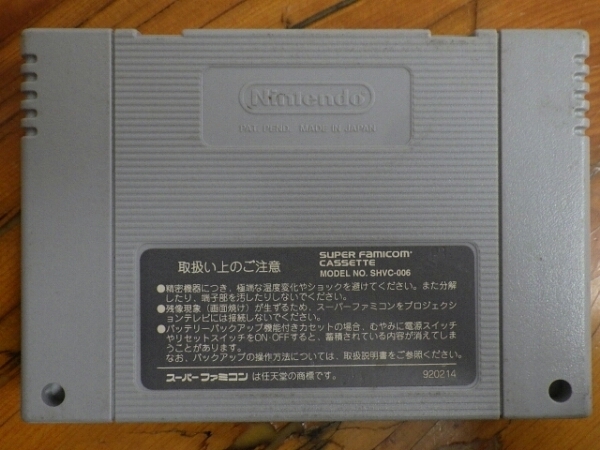 Nintendo
PAT. PEND. MADE IN JAPAN
取扱い上のご注意
SUPER FAMICOM
CASSETTE
MODEL NO. SHVC-006
●精密機器につき、極端な温度変化やショックを避けてください。また分解
したり、端子部を汚したりしないでください。
●残像現象（画面焼け）が生ずるため、スーパーファミコンをプロジェクシ
ョンテレビには接続しないでください。
●バッテリーバックアップ機能付きカセットの場合、むやみに電源スイッチ
やリセットスイッチをON・OFFすると、蓄積されている内容が消えてしま
うことがあります。
なお、バックアップの操作方法については、取扱説明書をご参照ください。
スーパーファミコンは任天堂の商標です。
920214